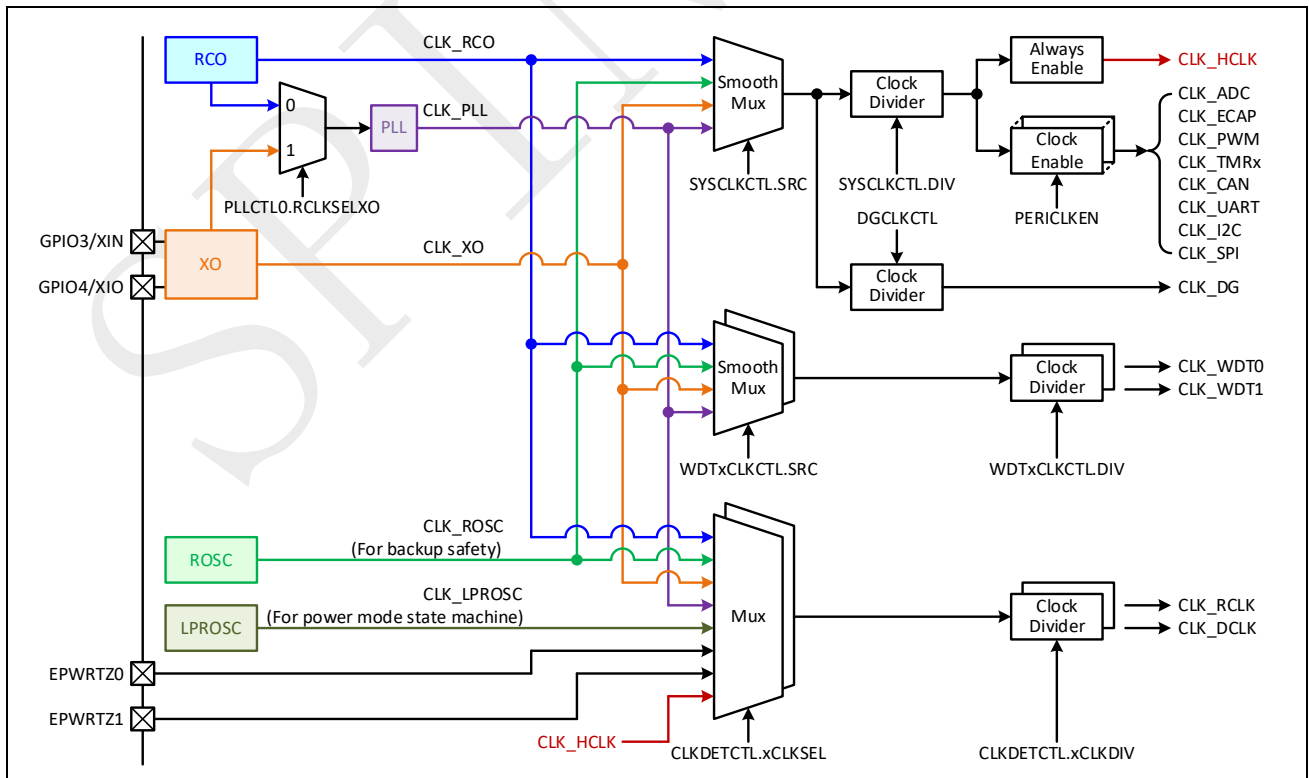 RCO
CLK_RCO
0
1
PLL
CLK_PLL
PLLCTL0.RCLKSELXO
GPIO3/XIN
GPIO4/XIO
XO
CLK_XO
Smooth
Mux
SYSCLKCTL.SRC
Clock
Divider
SYSCLKCTL.DIV
Always
Enable
CLK_HCLK
Clock
Enable
PERICLKEN
CLK_ADC
CLK_ECAP
CLK_PWM
CLK_TMRx
CLK_CAN
CLK_UART
CLK_I2C
CLK_SPI
DGCLKCTL
Clock
Divider
CLK_DG
Smooth
Mux
WDTxCLKCTL.SRC
Clock
Divider
WDTxCLKCTL.DIV
CLK_WDT0
CLK_WDT1
ROSC
CLK_ROSC
(For backup safety)
LPROSC
CLK_LPROSC
(For power mode state machine)
EPWRTZ0
EPWRTZ1
CLK_HCLK
Mux
CLKDETCTL.xCLKSEL
Clock
Divider
CLKDETCTL.xCLKDIV
CLK_RCLK
CLK_DCLK
SPIN